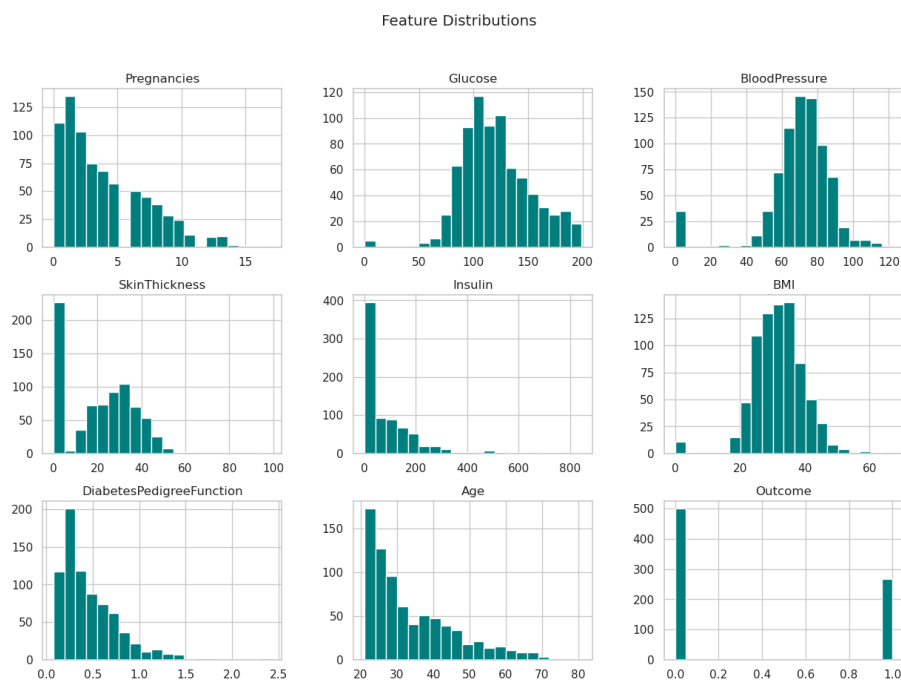 Feature Distributions
Pregnancies
125
100
75
50
25
0
0 5 10 15
Glucose
120
100
80
60
40
20
0
0 50 100 150 200
BloodPressure
150
125
100
75
50
25
0
0 20 40 60 80 100 120
SkinThickness
200
150
100
50
0
0 20 40 60 80 100
Insulin
400
300
200
100
0
0 200 400 600 800
BMI
125
100
75
50
25
0
0 20 40 60
DiabetesPedigreeFunction
200
150
100
50
0
0.0 0.5 1.0 1.5 2.0 2.5
Age
150
100
50
0
20 30 40 50 60 70 80
Outcome
500
400
300
200
100
0
0.0 0.2 0.4 0.6 0.8 1.0